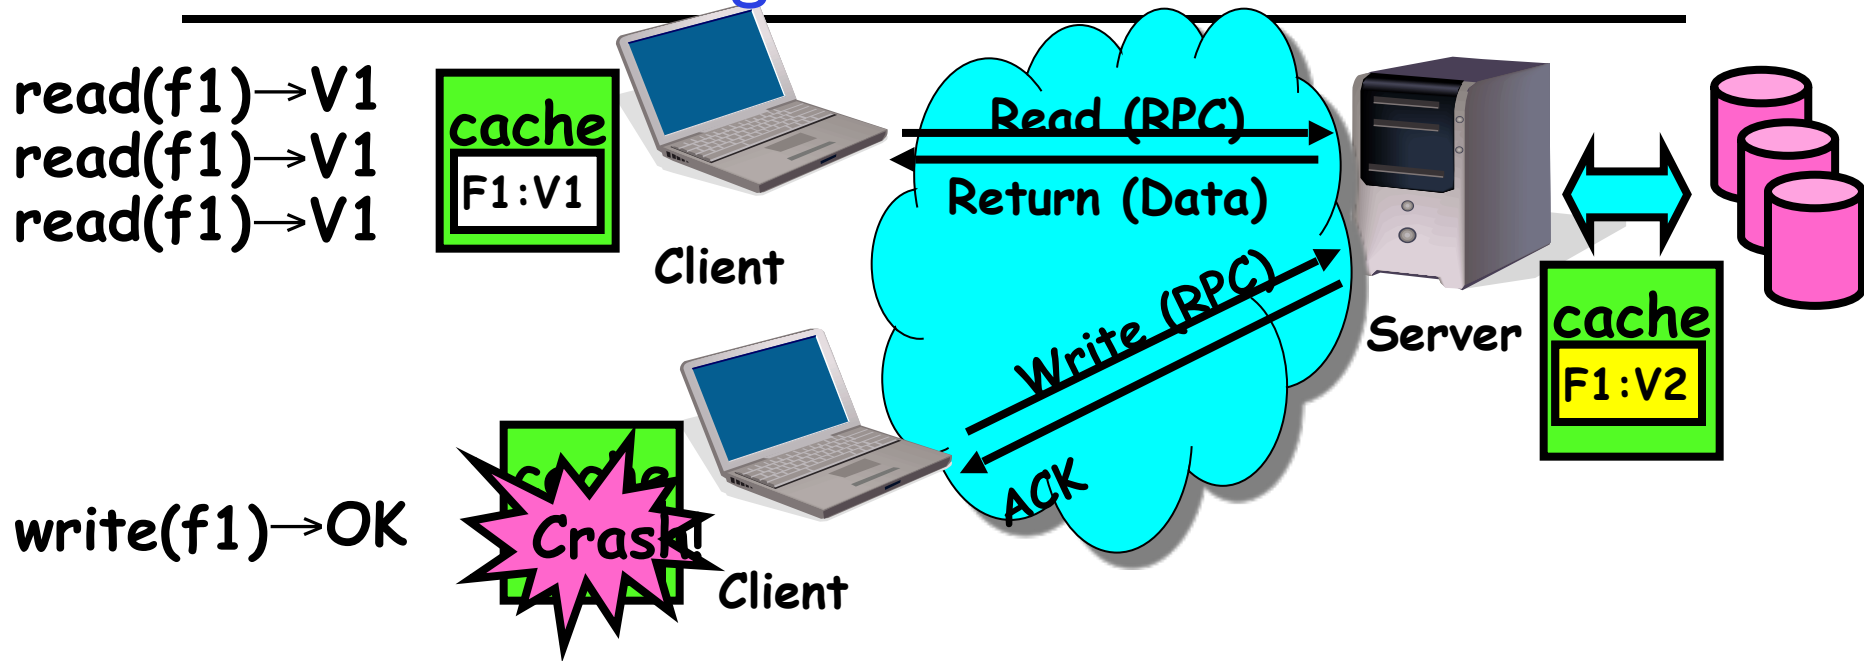 read(f1)→V1
read(f1)→V1
read(f1)→V1
cache
F1:V1
Client
Read (RPC)
Return (Data)
Write (RPC)
ACK
Server
cache
F1:V2
write(f1)→OK
cache
Crash!
Client